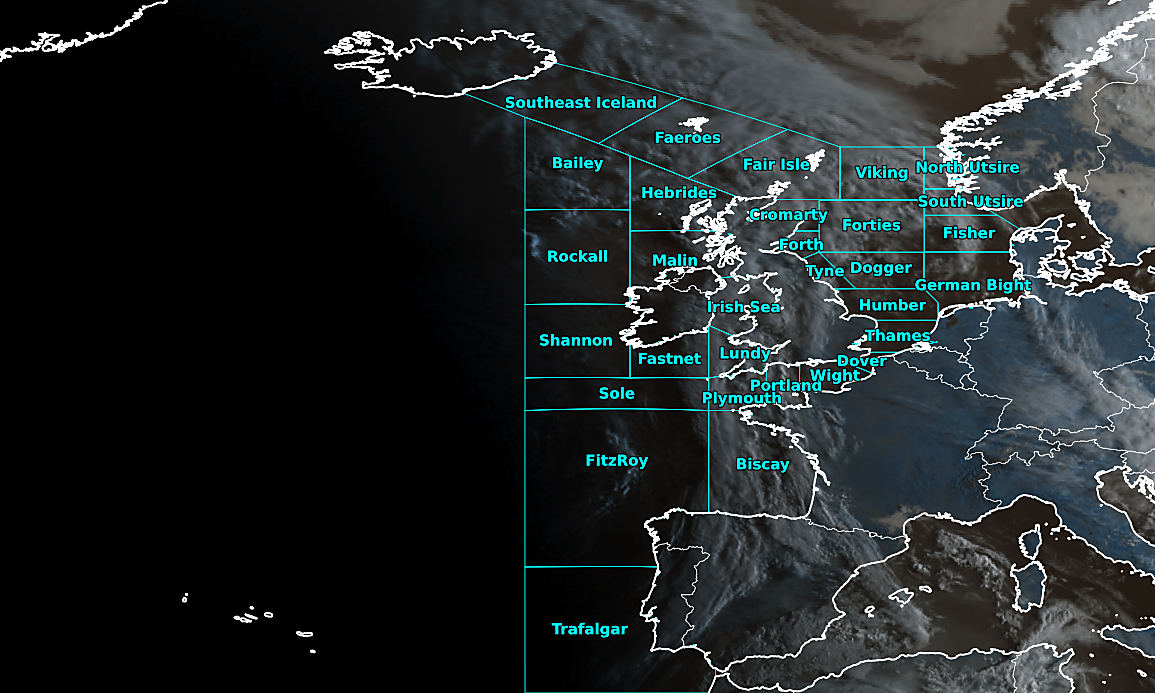 Southeast Iceland
Faeroes
Bailey
Fair Isle
North Utsire
Viking
Hebrides
South Utsire
Cromarty
Forties
Fisher
Forth
Rockall
Malin
Tyne
Dogger
German Bight
Irish Sea
Humber
Thames
Shannon
Fastnet
Lundy
Dover
Wight
Portland
Sole
Plymouth
FitzRoy
Biscay
Trafalgar